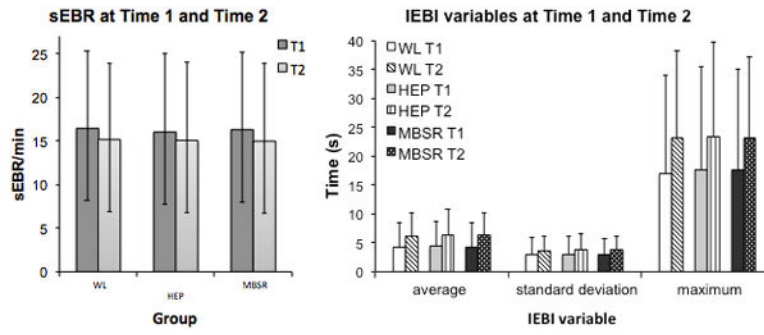 sEBR at Time 1 and Time 2
30
25
20
15
10
5
0
sEBR/min
T1
T2
WL
HEP
MBSR
Group
IEBI variables at Time 1 and Time 2
40
35
30
25
20
15
10
5
0
Time (s)
WL T1
WL T2
HEP T1
HEP T2
MBSR T1
MBSR T2
average
standard deviation
maximum
IEBI variable